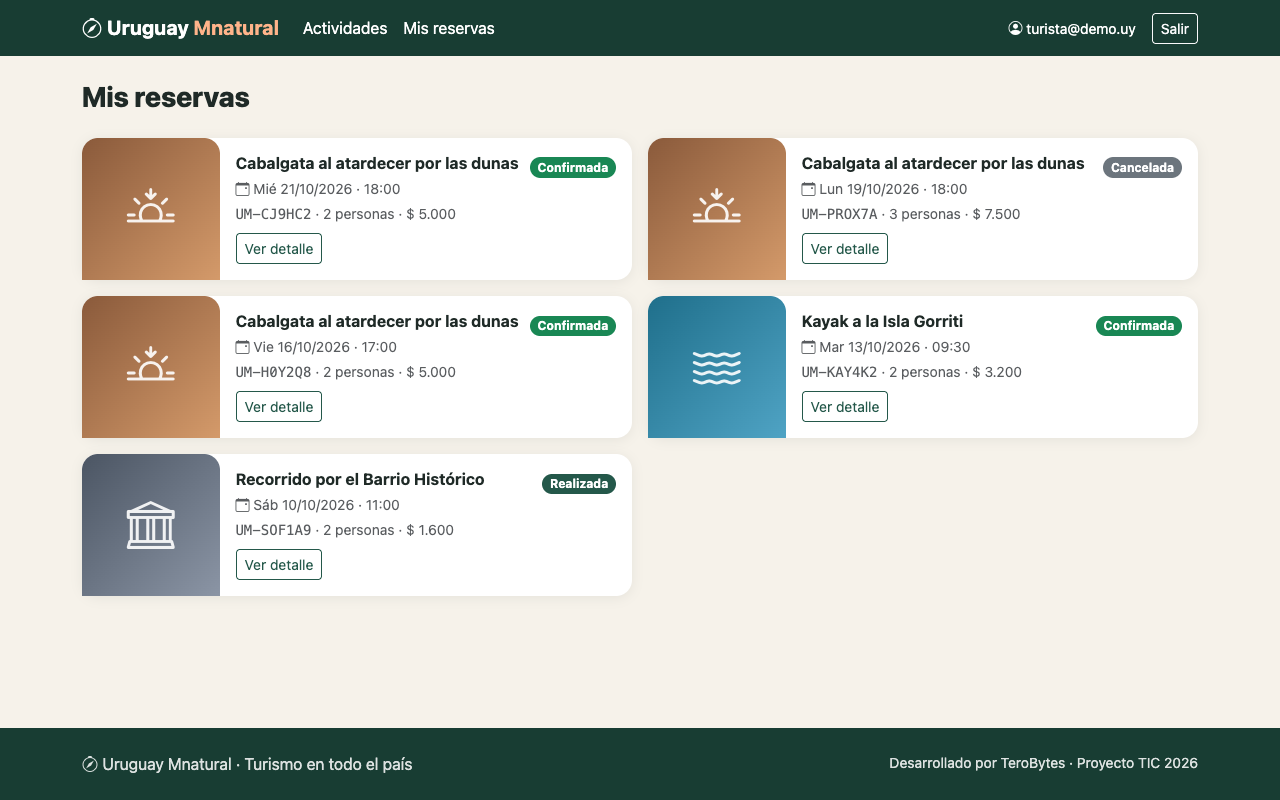 Uruguay Mnatural
Actividades
Mis reservas
turista@demo.uy
Salir
Mis reservas
Cabalgata al atardecer por las dunas
Confirmada
Mié 21/10/2026 · 18:00
UM-CJ9HC2 · 2 personas · $ 5.000
Ver detalle
Cabalgata al atardecer por las dunas
Cancelada
Lun 19/10/2026 · 18:00
UM-PROX7A · 3 personas · $ 7.500
Ver detalle
Cabalgata al atardecer por las dunas
Confirmada
Vie 16/10/2026 · 17:00
UM-H0Y2Q8 · 2 personas · $ 5.000
Ver detalle
Kayak a la Isla Gorriti
Confirmada
Mar 13/10/2026 · 09:30
UM-KAY4K2 · 2 personas · $ 3.200
Ver detalle
Recorrido por el Barrio Histórico
Realizada
Sáb 10/10/2026 · 11:00
UM-SOF1A9 · 2 personas · $ 1.600
Ver detalle
Uruguay Mnatural · Turismo en todo el país
Desarrollado por TeroBytes · Proyecto TIC 2026